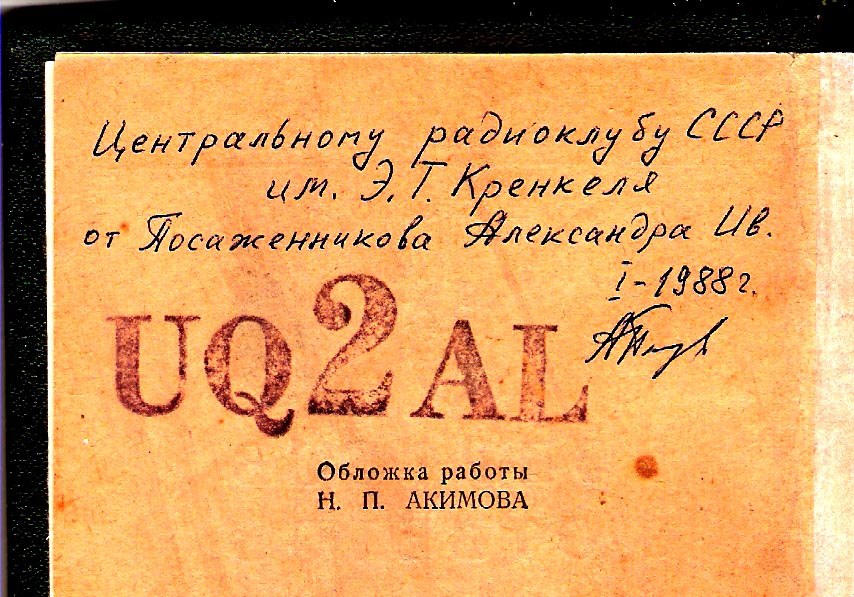 Центральному радиоклубу СССР
им. Э. Т. Кренкеля
от Посаженникова Александра Ив.
I-1988 г.
UQ2AL
Обложка работы
Н. П. АКИМОВА